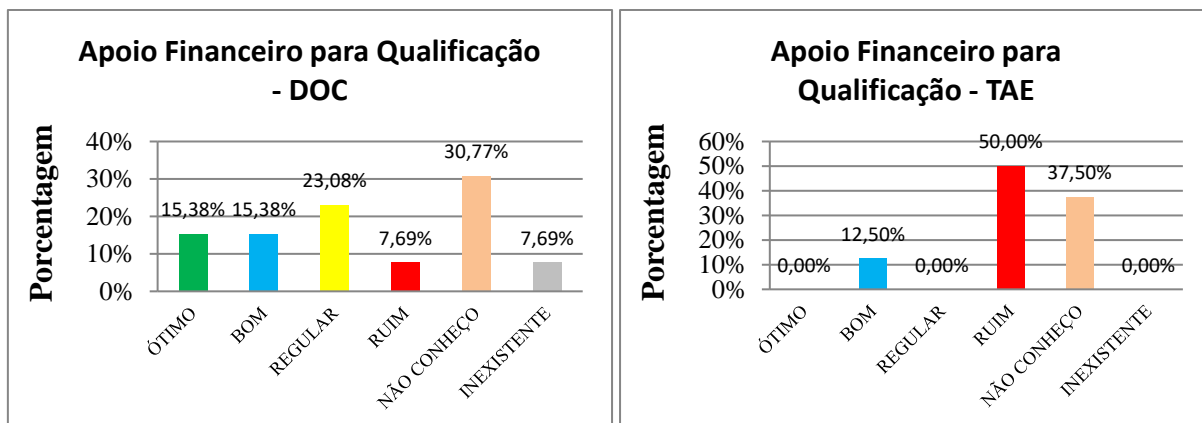 Apoio Financeiro para Qualificação
- DOC
Porcentagem
40%
30%
20%
10%
0%
15,38%
15,38%
23,08%
7,69%
30,77%
7,69%
ÓTIMO
BOM
REGULAR
RUIM
NÃO CONHEÇO
INEXISTENTE
Apoio Financeiro para
Qualificação - TAE
Porcentagem
60%
50%
40%
30%
20%
10%
0%
0,00%
12,50%
0,00%
50,00%
37,50%
0,00%
ÓTIMO
BOM
REGULAR
RUIM
NÃO CONHEÇO
INEXISTENTE